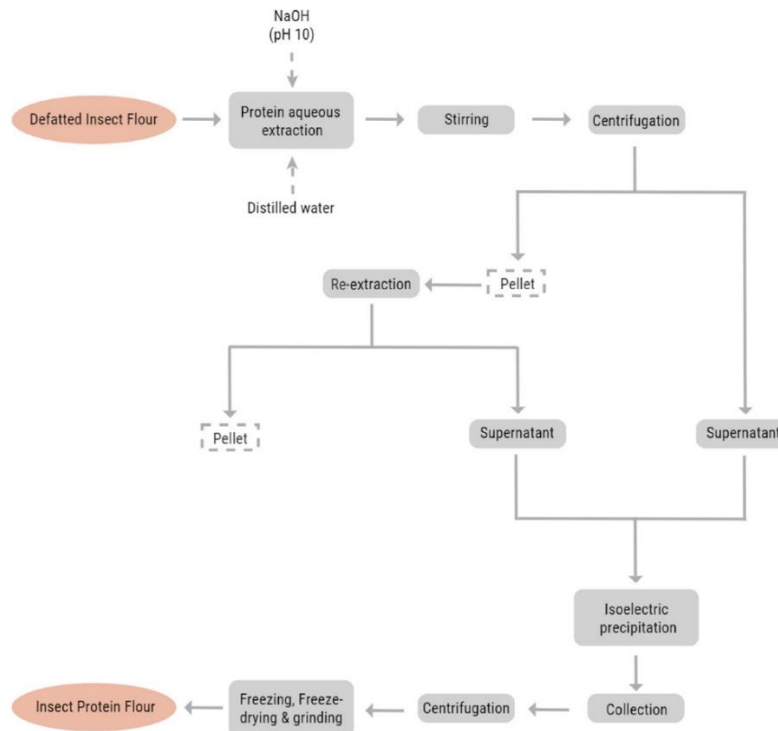 NaOH
(pH 10)
Defatted Insect Flour
Protein aqueous
extraction
Stirring
Centrifugation
Distilled water
Re-extraction
Pellet
Pellet
Supernatant
Supernatant
Isoelectric
precipitation
Insect Protein Flour
Freezing, Freeze-
drying & grinding
Centrifugation
Collection